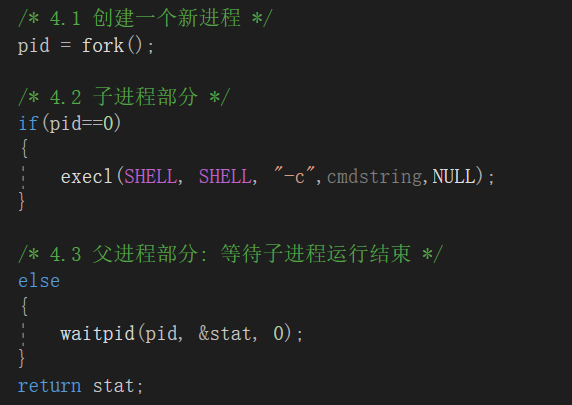 /* 4.1 创建一个新进程 */
pid = fork();
/* 4.2 子进程部分 */
if(pid==0)
{
execl(SHELL, SHELL, "-c",cmdstring,NULL);
}
/* 4.3 父进程部分: 等待子进程运行结束 */
else
{
waitpid(pid, &stat, 0);
}
return stat;